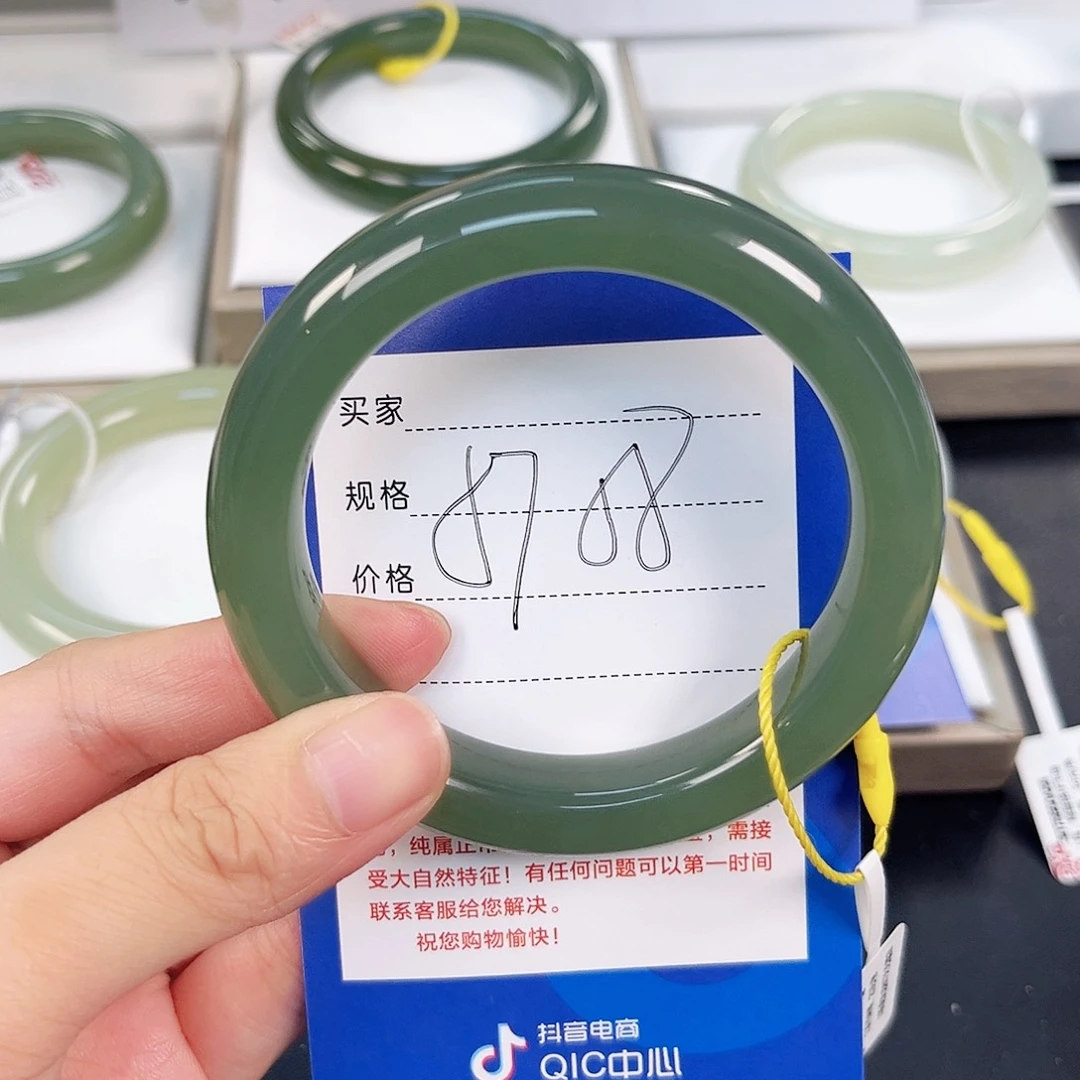 买家
规格
价格
，纯属正常，需接
受大自然特征！有任何问题可以第一时间
联系客服给您解决。
祝您购物愉快！
抖音电商
QIC中心